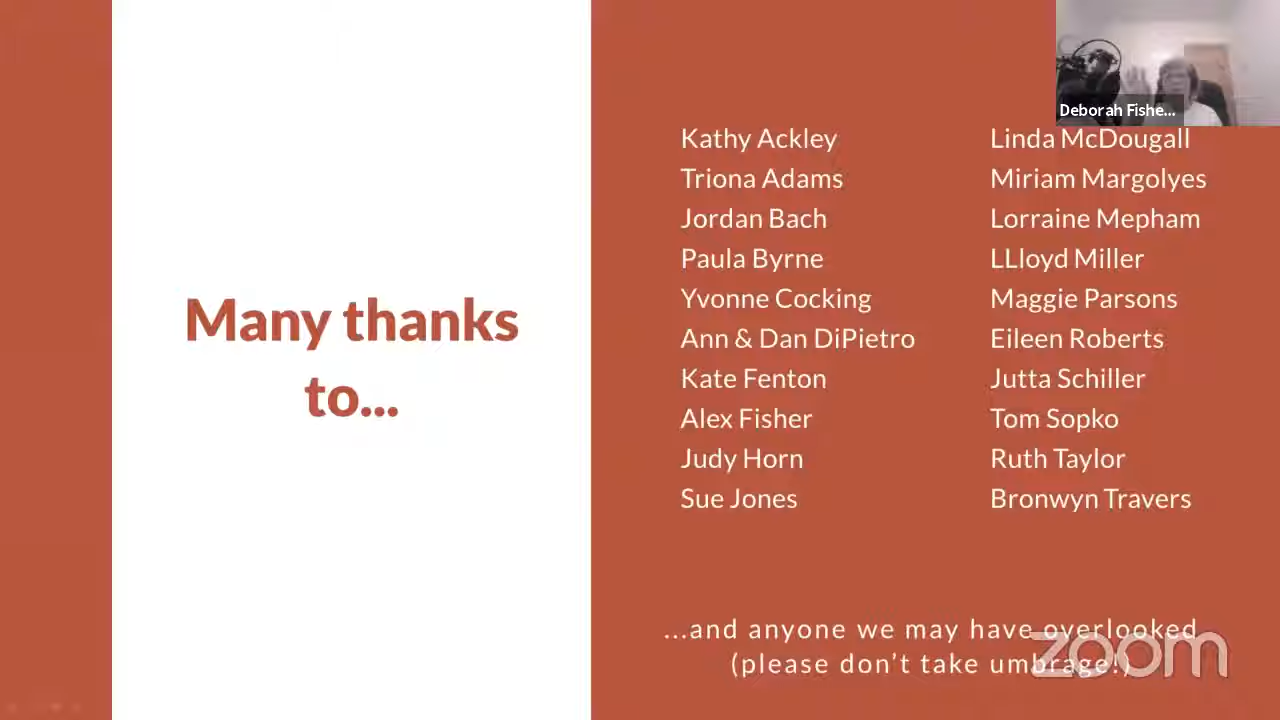 Deborah Fishe...
Many thanks
to...
Kathy Ackley
Triona Adams
Jordan Bach
Paula Byrne
Yvonne Cocking
Ann & Dan DiPietro
Kate Fenton
Alex Fisher
Judy Horn
Sue Jones
Linda McDougall
Miriam Margolyes
Lorraine Mepham
LLloyd Miller
Maggie Parsons
Eileen Roberts
Jutta Schiller
Tom Sopko
Ruth Taylor
Bronwyn Travers
...and anyone we may have overlooked
(please don't take umbrage!)
zoom